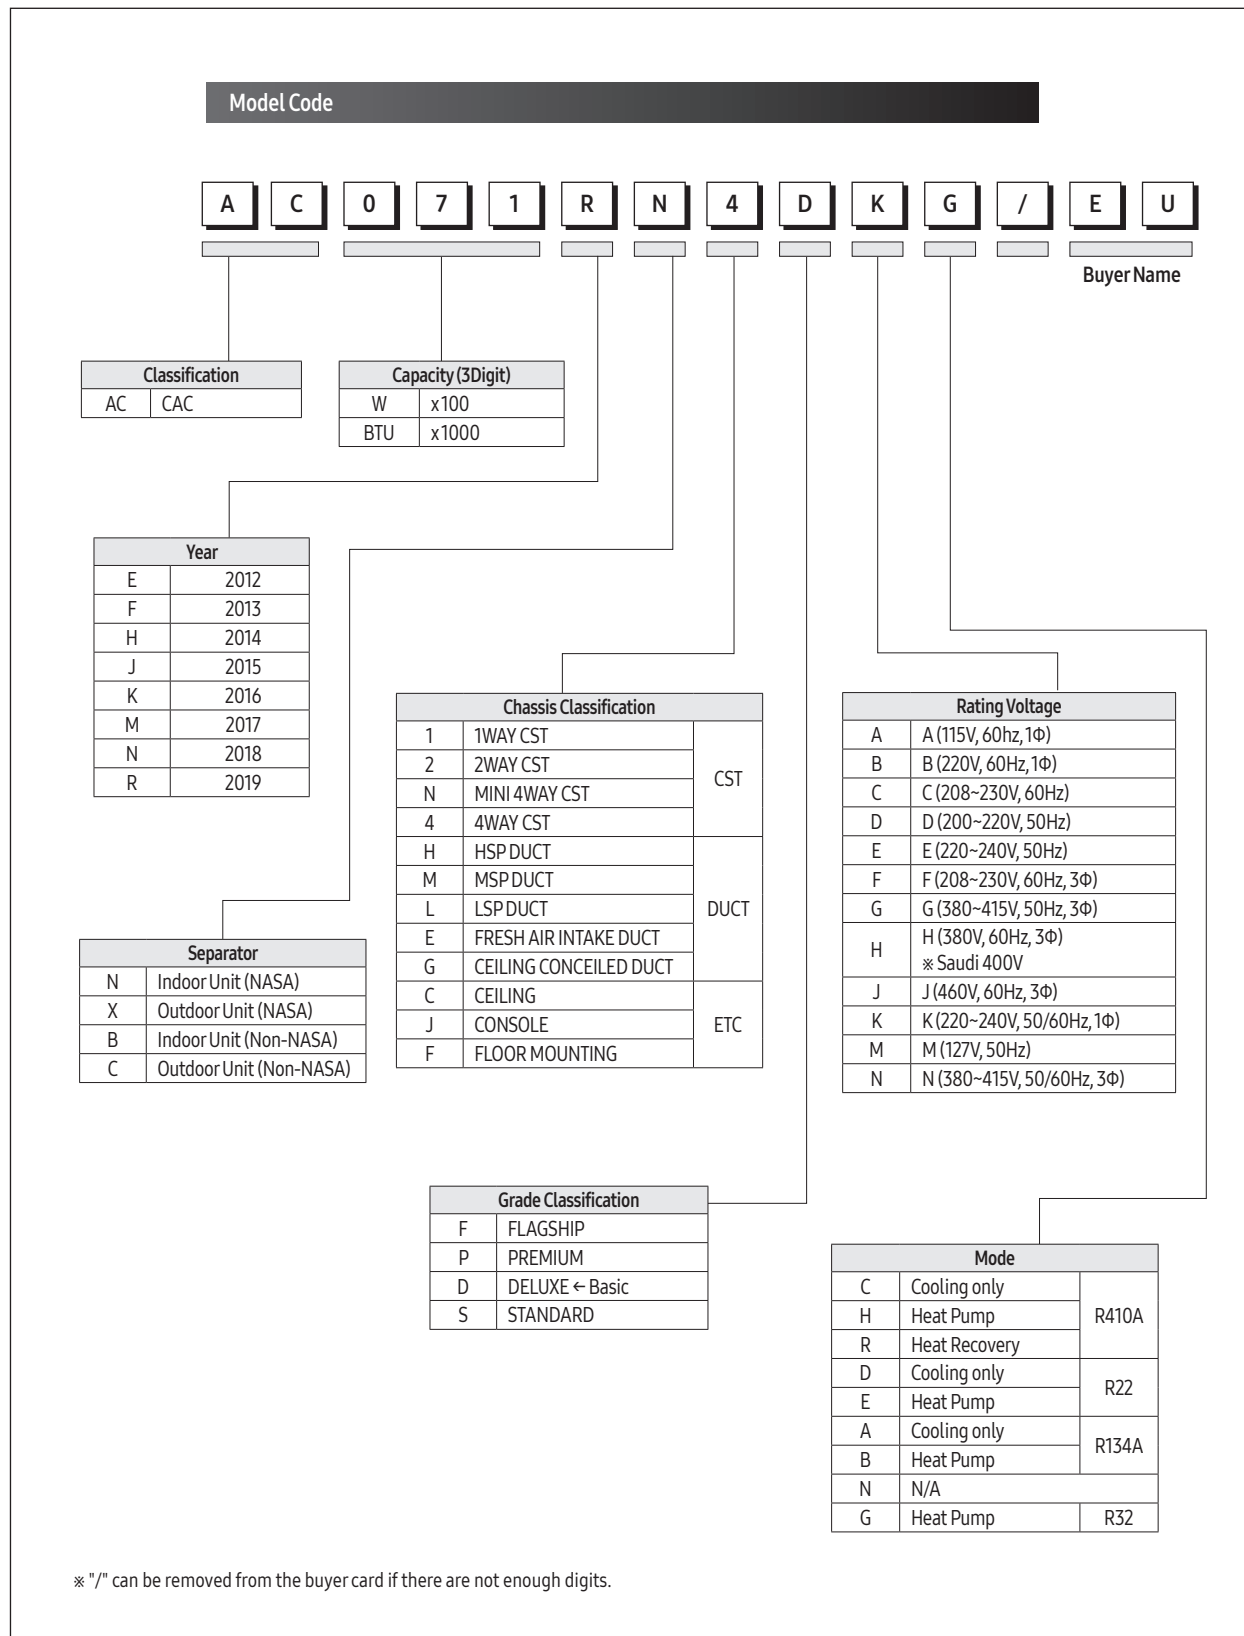 Model Code
A C 0 7 1 R N 4 D K G / E U
Buyer Name
Classification
AC CAC
Capacity (3Digit)
W x100
BTU x1000
Year
E 2012
F 2013
H 2014
J 2015
K 2016
M 2017
N 2018
R 2019
Separator
N Indoor Unit (NASA)
X Outdoor Unit (NASA)
B Indoor Unit (Non-NASA)
C Outdoor Unit (Non-NASA)
Chassis Classification
1 1WAY CST
2 2WAY CST
CST
N MINI 4WAY CST
4 4WAY CST
H HSP DUCT
M MSP DUCT
L LSP DUCT DUCT
E FRESH AIR INTAKE DUCT
G CEILING CONCEILED DUCT
C CEILING
J CONSOLE ETC
F FLOOR MOUNTING
Rating Voltage
A A (115V, 60hz, 1Φ)
B B (220V, 60Hz, 1Φ)
C C (208~230V, 60Hz)
D D (200~220V, 50Hz)
E E (220~240V, 50Hz)
F F (208~230V, 60Hz, 3Φ)
G G (380~415V, 50Hz, 3Φ)
H H (380V, 60Hz, 3Φ)
※ Saudi 400V
J J (460V, 60Hz, 3Φ)
K K (220~240V, 50/60Hz, 1Φ)
M M (127V, 50Hz)
N N (380~415V, 50/60Hz, 3Φ)
Grade Classification
F FLAGSHIP
P PREMIUM
D DELUXE ← Basic
S STANDARD
Mode
C Cooling only
H Heat Pump R410A
R Heat Recovery
D Cooling only
R22
E Heat Pump
A Cooling only
R134A
B Heat Pump
N N/A
G Heat Pump R32
※ "/" can be removed from the buyer card if there are not enough digits.